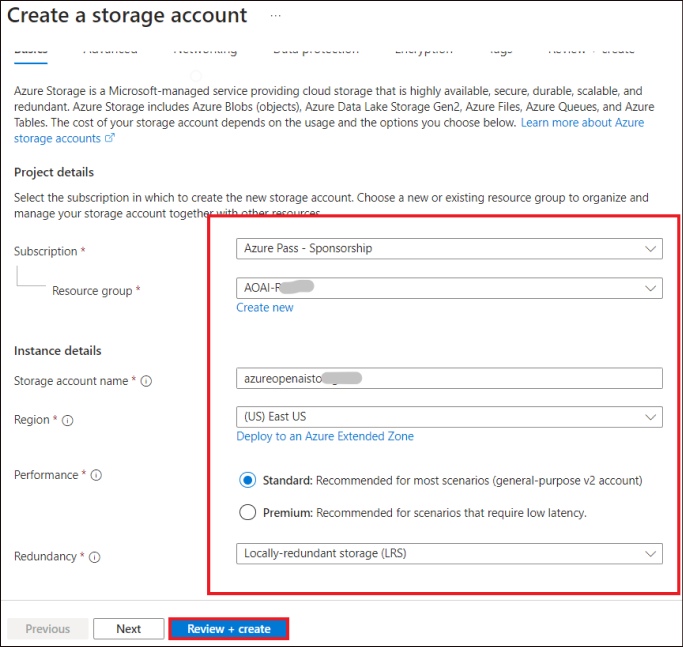 Create a storage account ...
Basics Advanced Networking Data protection Encryption Tags Review + create
Azure Storage is a Microsoft-managed service providing cloud storage that is highly available, secure, durable, scalable, and
redundant. Azure Storage includes Azure Blobs (objects), Azure Data Lake Storage Gen2, Azure Files, Azure Queues, and Azure
Tables. The cost of your storage account depends on the usage and the options you choose below. Learn more about Azure
storage accounts
Project details
Select the subscription in which to create the new storage account. Choose a new or existing resource group to organize and
manage your storage account together with other resources.
Subscription *
Azure Pass - Sponsorship
Resource group *
AOAI-R
Create new
Instance details
Storage account name *
azureopenaisto
Region *
(US) East US
Deploy to an Azure Extended Zone
Performance *
Standard: Recommended for most scenarios (general-purpose v2 account)
Premium: Recommended for scenarios that require low latency.
Redundancy *
Locally-redundant storage (LRS)
Previous Next Review + create